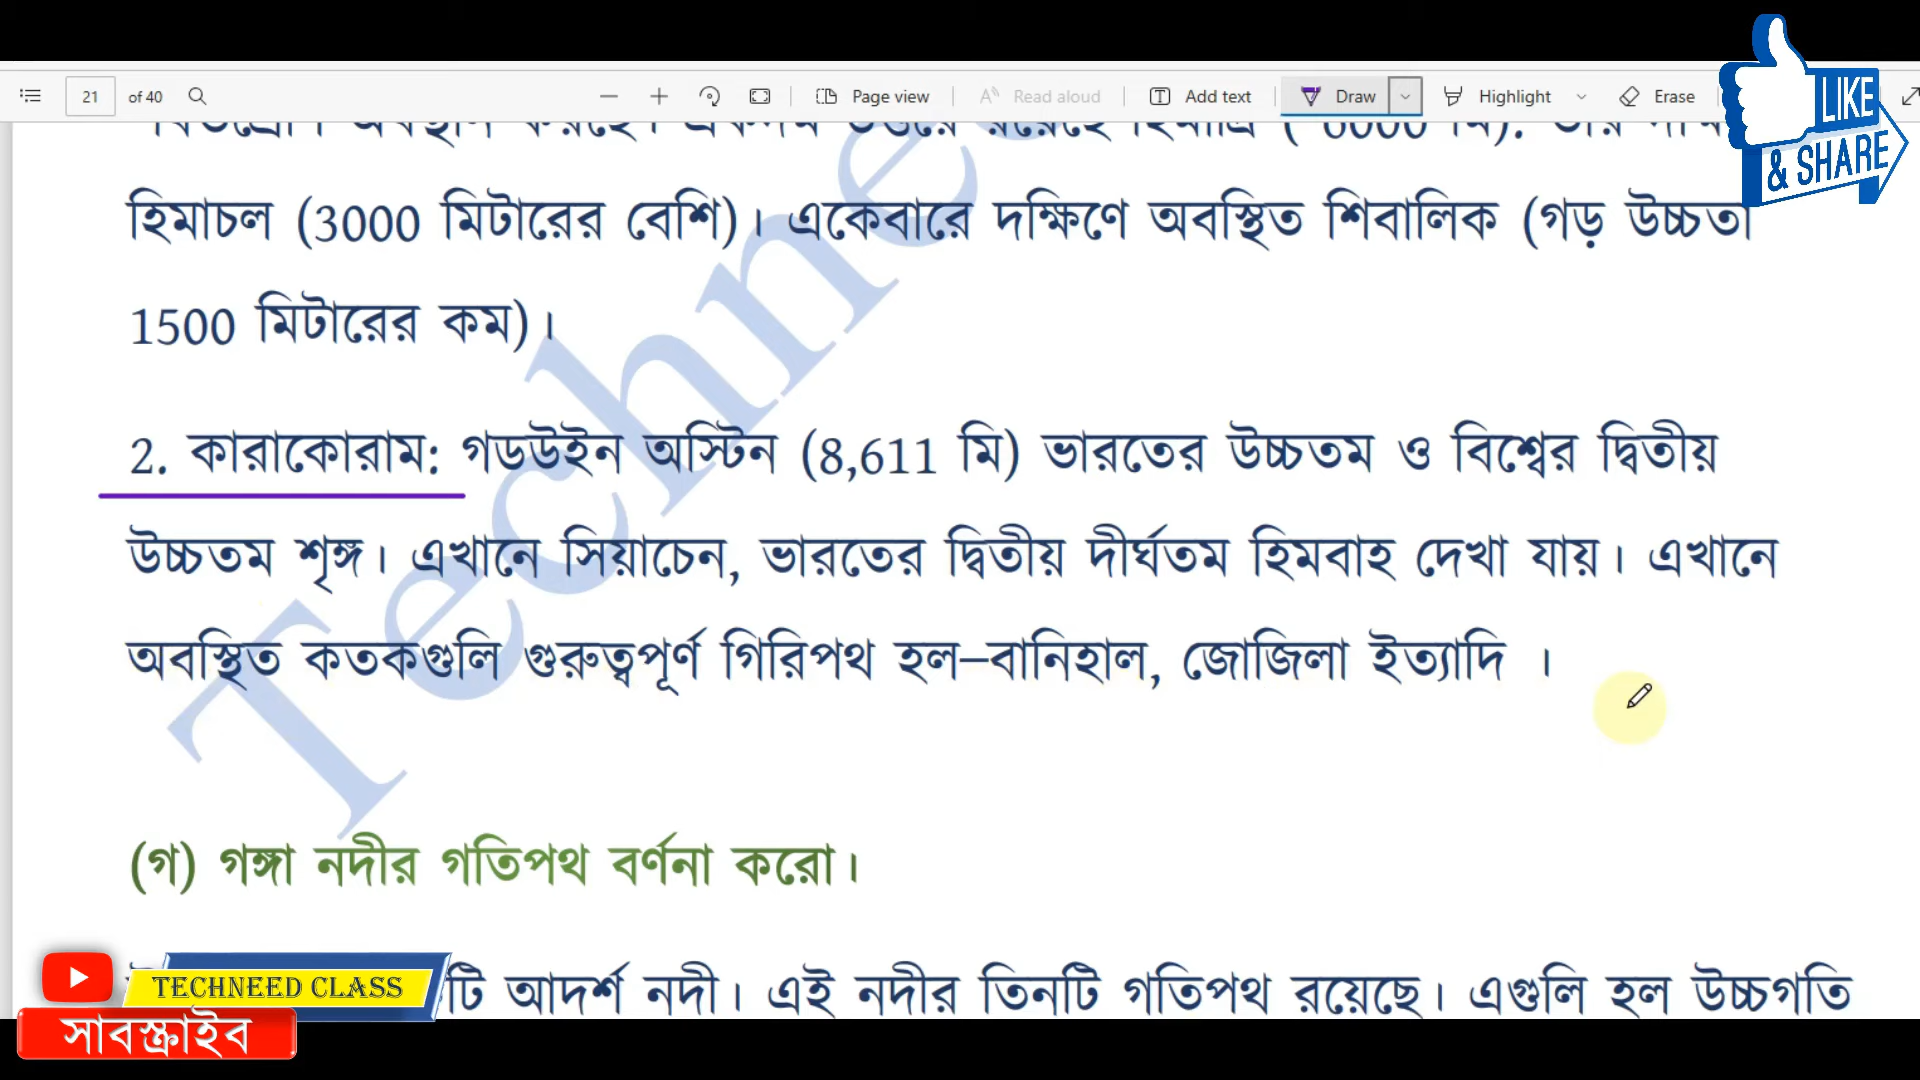 21 of 40 Page view Read aloud Add text Draw Highlight Erase
LIKE
& SHARE
হিমাচল (3000 মিটারের বেশি)। একেবারে দক্ষিণে অবস্থিত শিবালিক (গড় উচ্চতা
1500 মিটারের কম)।
2. কারাকোরাম: গডউইন অস্টিন (8,611 মি) ভারতের উচ্চতম ও বিশ্বের দ্বিতীয়
উচ্চতম শৃঙ্গ। এখানে সিয়াচেন, ভারতের দ্বিতীয় দীর্ঘতম হিমবাহ দেখা যায়। এখানে
অবস্থিত কতকগুলি গুরুত্বপূর্ণ গিরিপথ হল–বানিহাল, জোজিলা ইত্যাদি ।
(গ) গঙ্গা নদীর গতিপথ বর্ণনা করো।
আদর্শ নদী। এই নদীর তিনটি গতিপথ রয়েছে। এগুলি হল উচ্চগতি
Techne
TECHNEED CLASS
সাবস্ক্রাইব